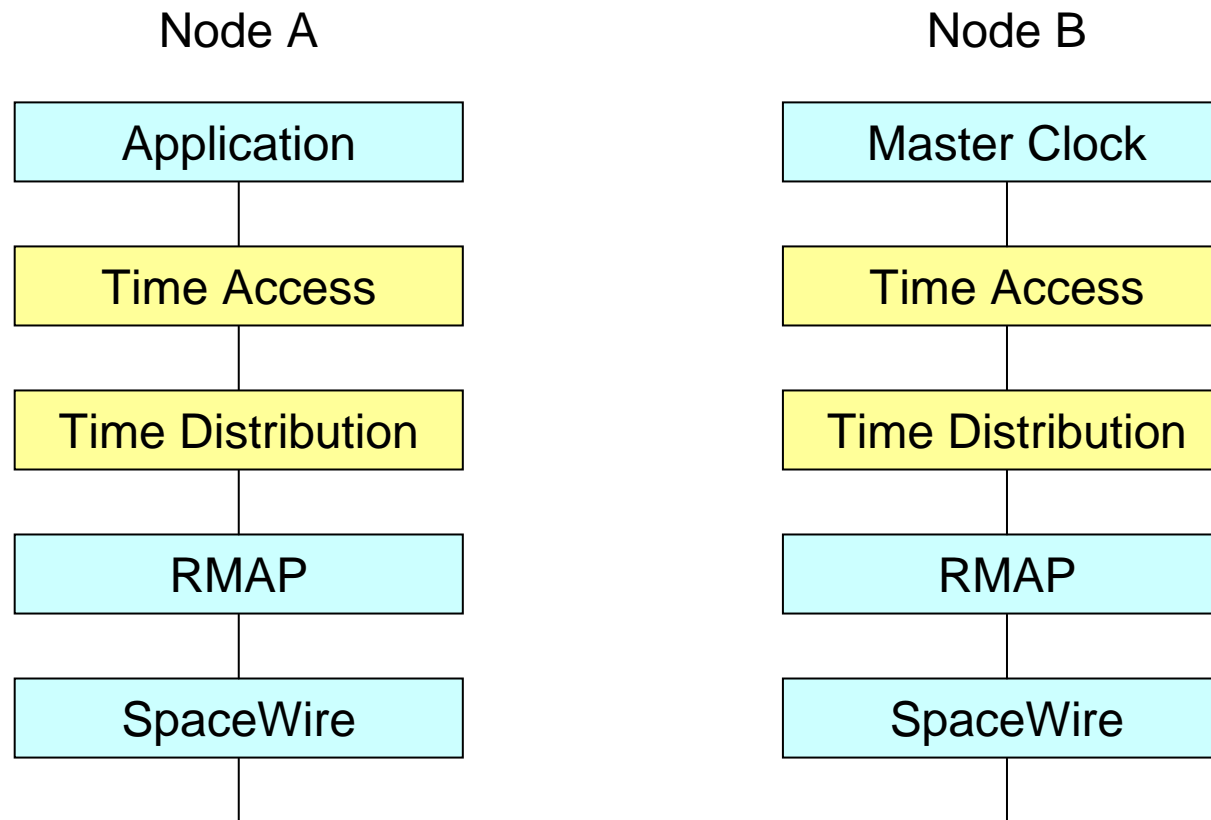 Node A
Node B
Application
Master Clock
Time Access
Time Access
Time Distribution
Time Distribution
RMAP
RMAP
SpaceWire
SpaceWire